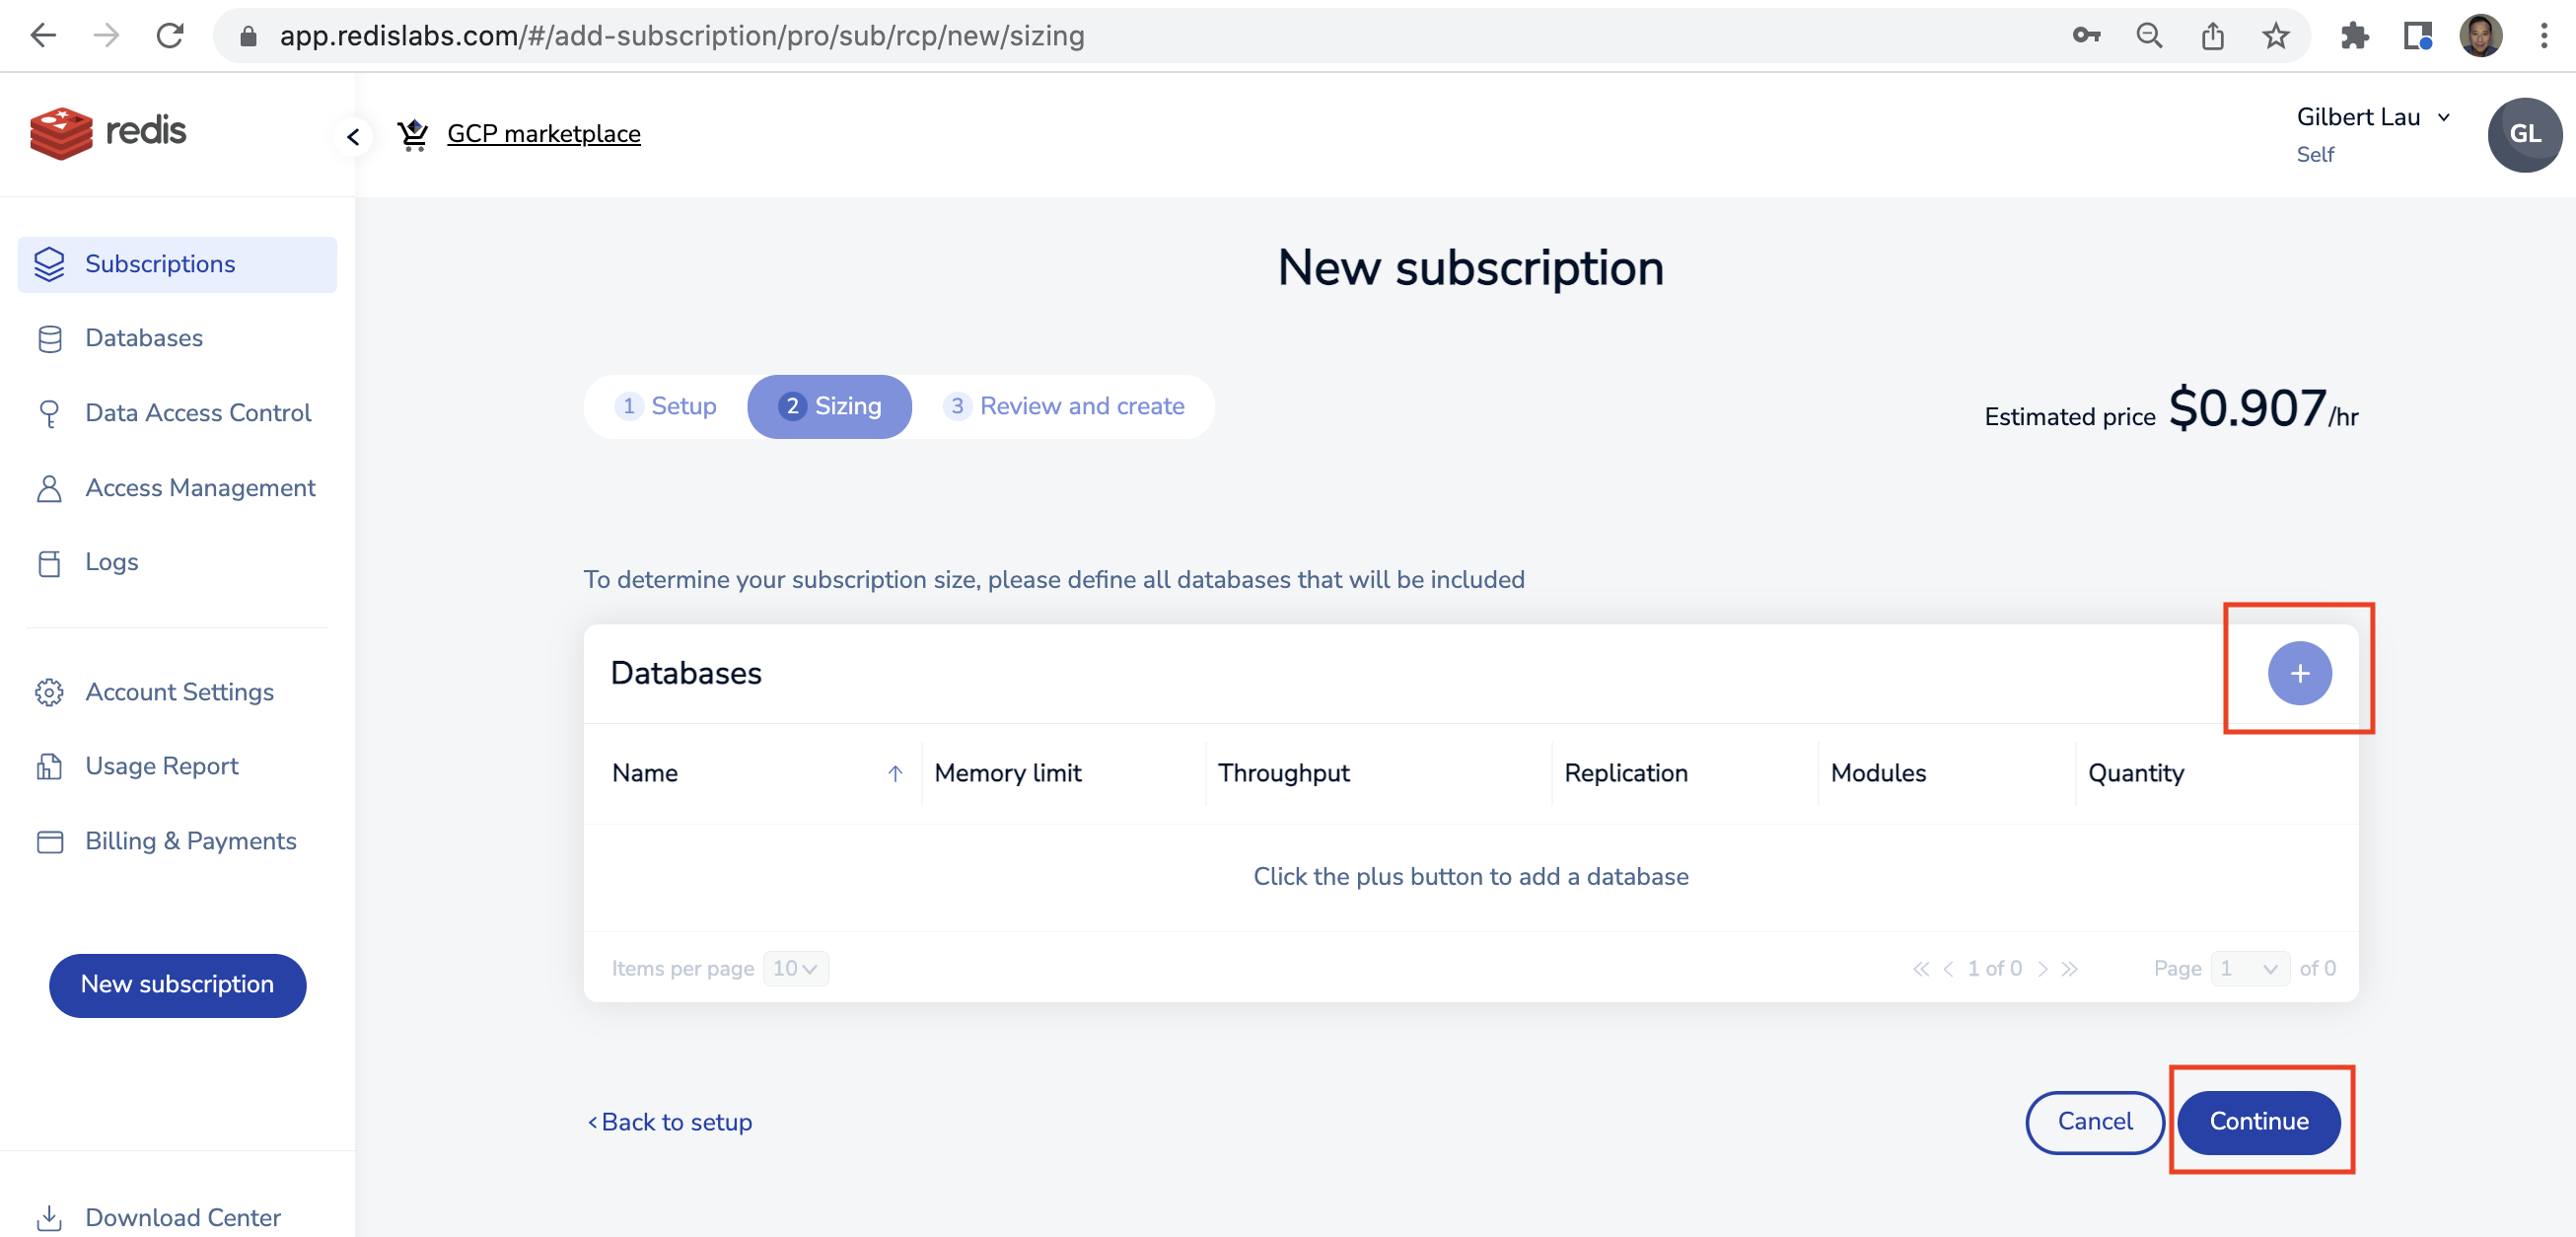 app.redislabs.com/#/add-subscription/pro/sub/rcp/new/sizing
redis
GCP marketplace
Gilbert Lau
Self
GL
Subscriptions
Databases
Data Access Control
Access Management
Logs
Account Settings
Usage Report
Billing & Payments
New subscription
Download Center
New subscription
1 Setup 2 Sizing 3 Review and create
Estimated price $0.907/hr
To determine your subscription size, please define all databases that will be included
Databases
+
Name Memory limit Throughput Replication Modules Quantity
Click the plus button to add a database
Items per page 10 1 of 0 Page 1 of 0
Back to setup
Cancel Continue